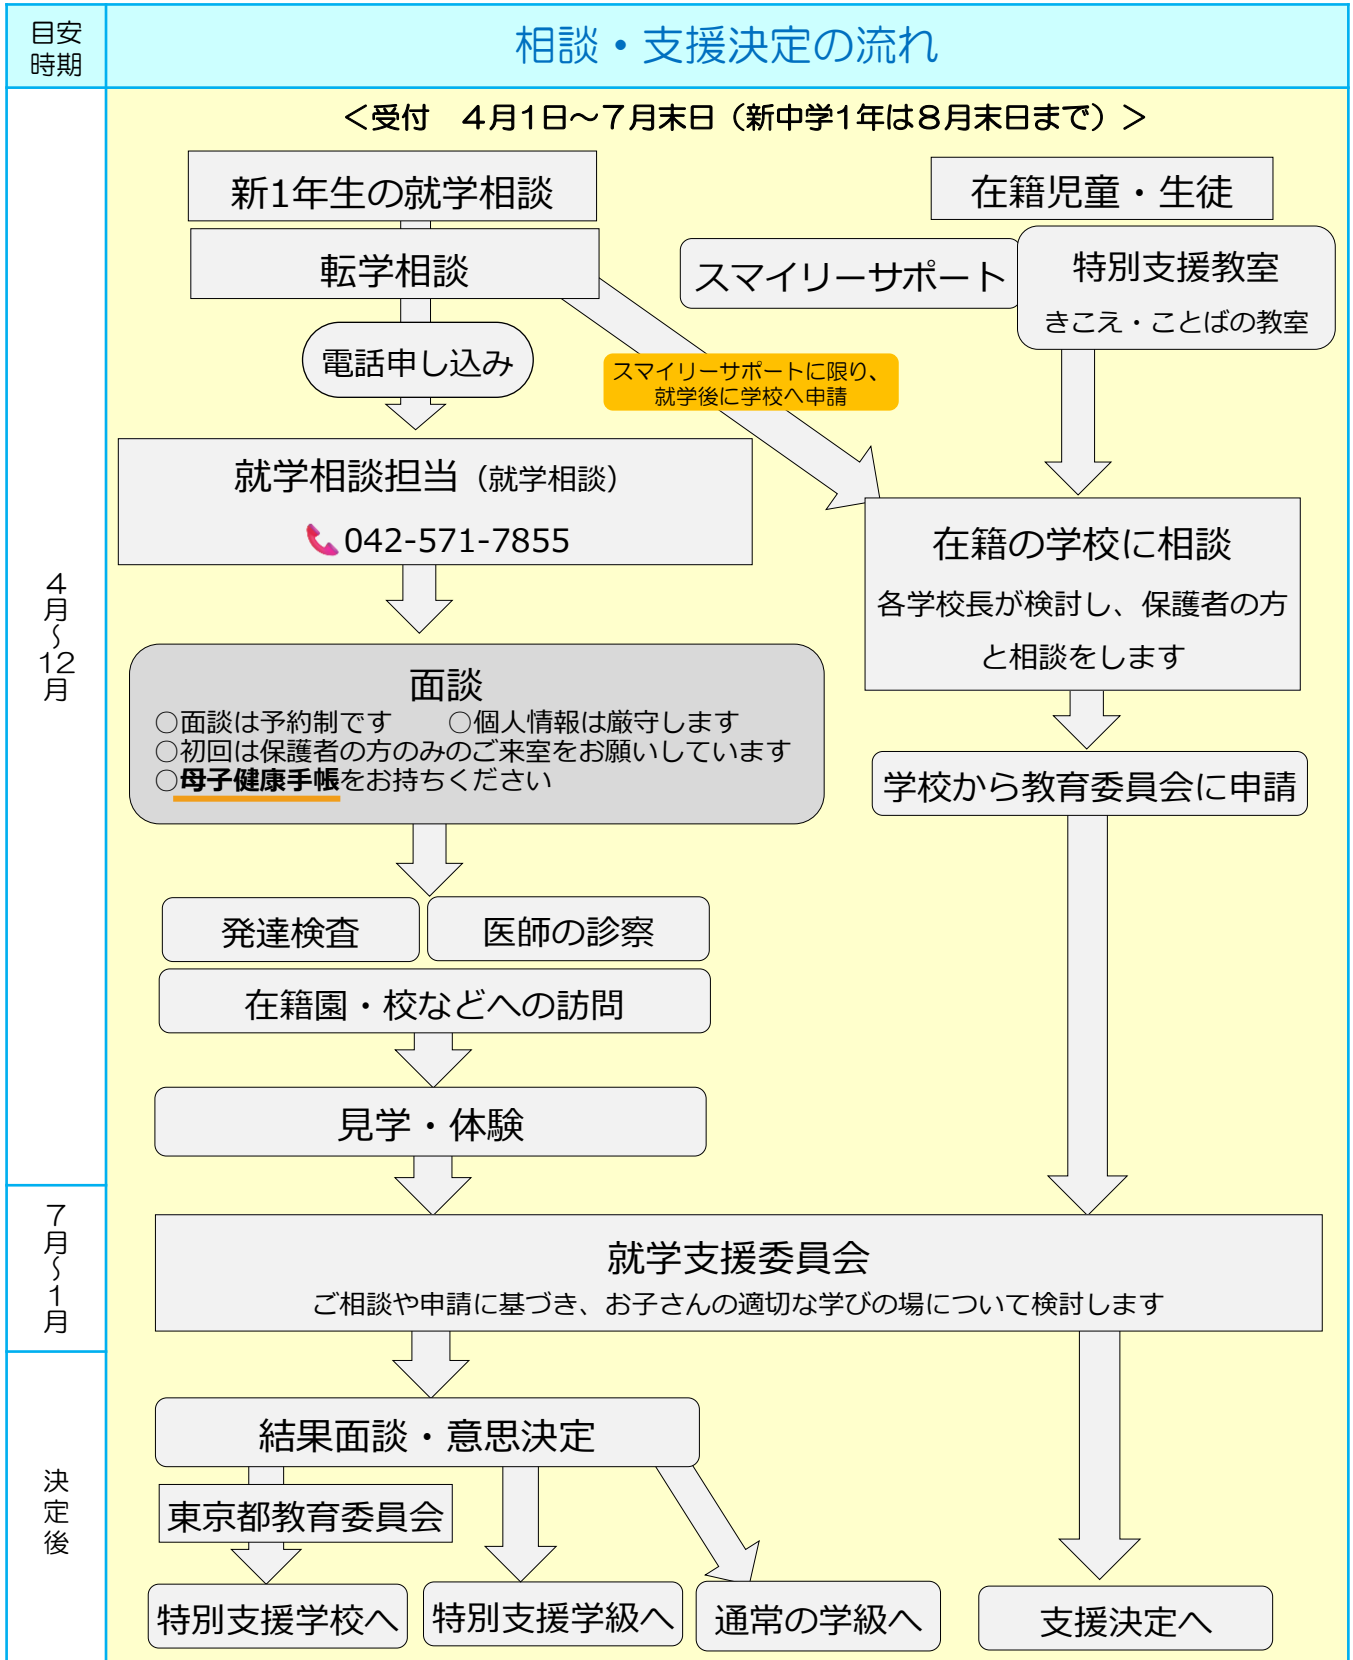 目安
時期
相談・支援決定の流れ
＜受付　４月1日～７月末日（新中学1年は８月末日まで）＞
新1年生の就学相談
在籍児童・生徒
転学相談
スマイリーサポート
特別支援教室
きこえ・ことばの教室
電話申し込み
スマイリーサポートに限り、
就学後に学校へ申請
就学相談担当（就学相談）
042-571-7855
在籍の学校に相談
各学校長が検討し、保護者の方
と相談をします
４月～12月
面談
○面談は予約制です　　○個人情報は厳守します
○初回は保護者の方のみのご来室をお願いしています
○母子健康手帳をお持ちください
学校から教育委員会に申請
発達検査
医師の診察
在籍園・校などへの訪問
見学・体験
７月～１月
就学支援委員会
ご相談や申請に基づき、お子さんの適切な学びの場について検討します
決定後
結果面談・意思決定
東京都教育委員会
特別支援学校へ
特別支援学級へ
通常の学級へ
支援決定へ